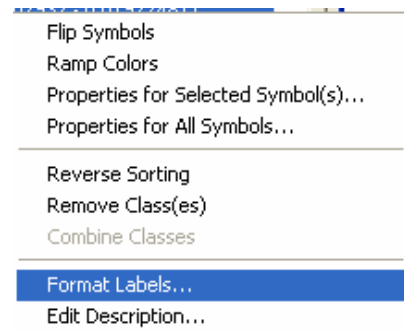 Flip Symbols
Ramp Colors
Properties for Selected Symbol(s)...
Properties for All Symbols...
Reverse Sorting
Remove Class(es)
Combine Classes
Format Labels...
Edit Description...